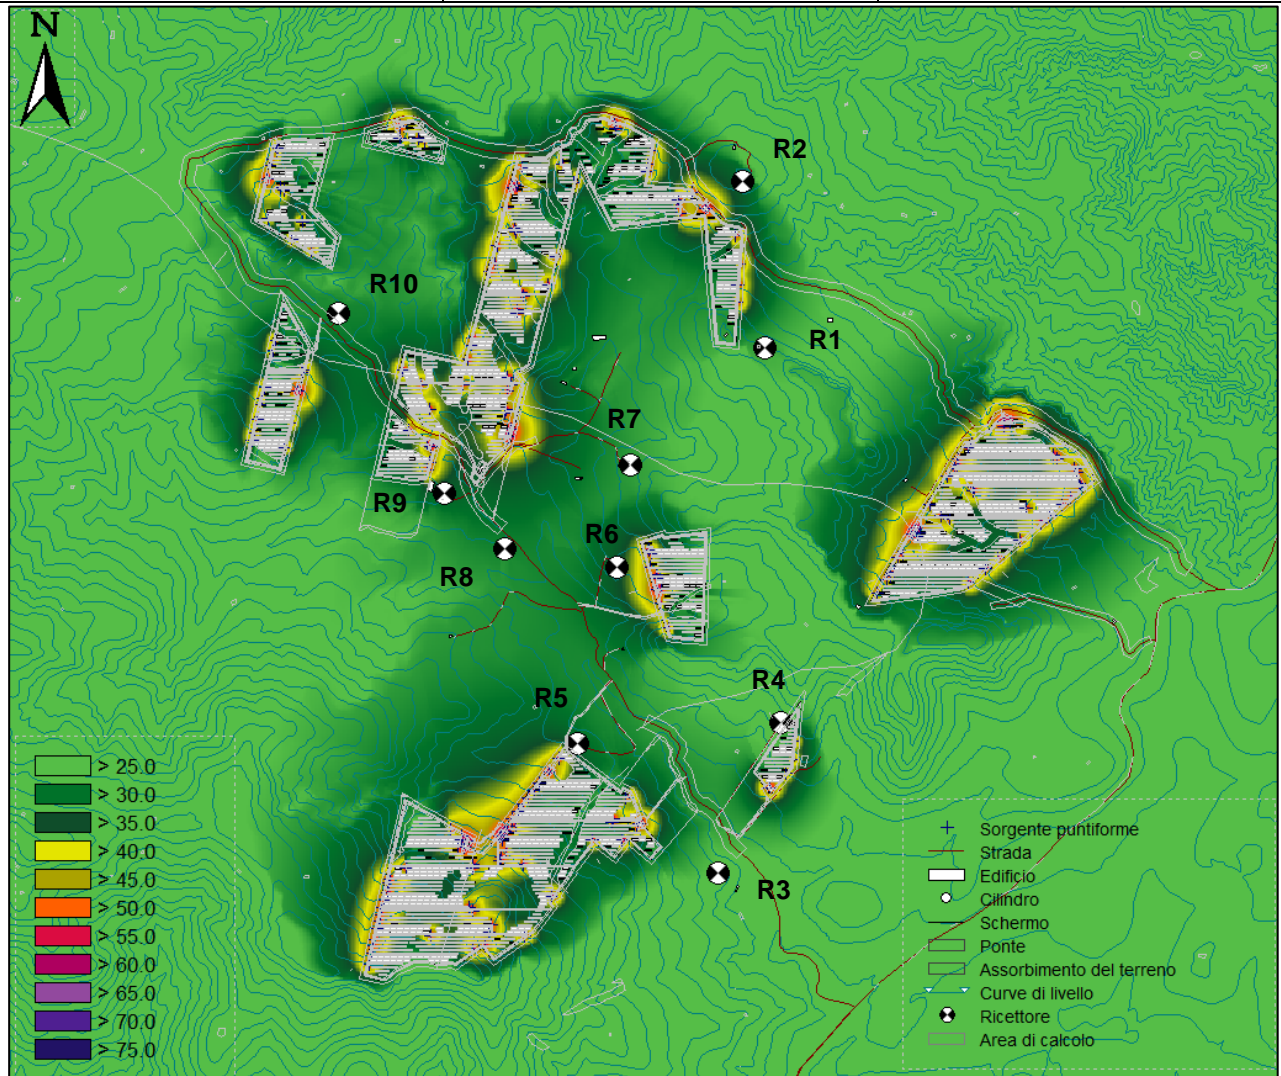 N
R2
R10
R1
R7
R9
R6
R8
R4
R5
R3
> 25.0
> 30.0
> 35.0
> 40.0
> 45.0
> 50.0
> 55.0
> 60.0
> 65.0
> 70.0
> 75.0
Sorgente puntiforme
Strada
Edificio
Cilindro
Schermo
Ponte
Assorbimento del terreno
Curve di livello
Ricettore
Area di calcolo